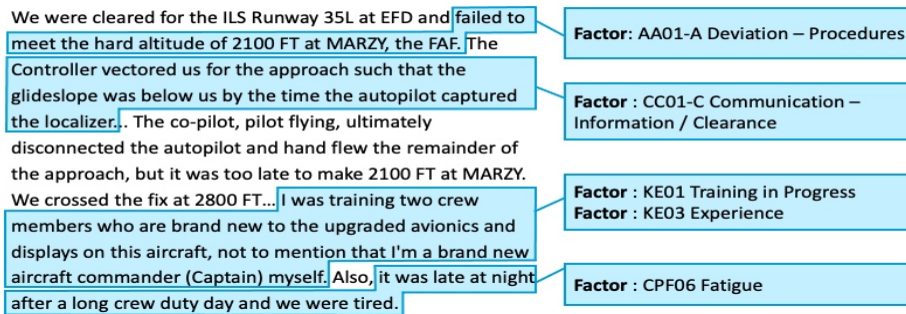 We were cleared for the ILS Runway 35L at EFD and failed to
meet the hard altitude of 2100 FT at MARZY, the FAF. The
Controller vectored us for the approach such that the
glideslope was below us by the time the autopilot captured
the localizer... The co-pilot, pilot flying, ultimately
disconnected the autopilot and hand flew the remainder of
the approach, but it was too late to make 2100 FT at MARZY.
We crossed the fix at 2800 FT... I was training two crew
members who are brand new to the upgraded avionics and
displays on this aircraft, not to mention that I'm a brand new
aircraft commander (Captain) myself. Also, it was late at night
after a long crew duty day and we were tired.
Factor: AA01-A Deviation – Procedures
Factor : CC01-C Communication –
Information / Clearance
Factor : KE01 Training in Progress
Factor : KE03 Experience
Factor : CPF06 Fatigue